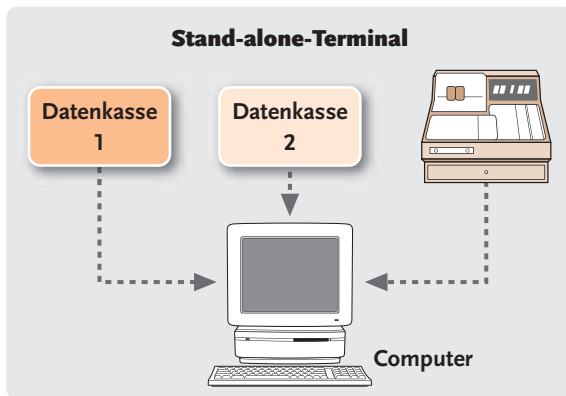 Stand-alone-Terminal
Datenkasse
1
Datenkasse
2
Computer